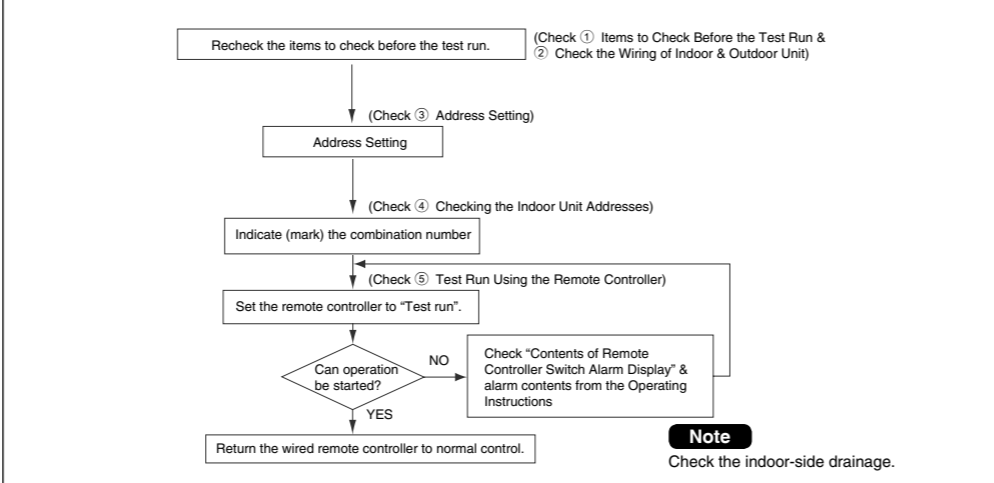 Recheck the items to check before the test run.
(Check ① Items to Check Before the Test Run &
② Check the Wiring of Indoor & Outdoor Unit)
(Check ③ Address Setting)
Address Setting
(Check ④ Checking the Indoor Unit Addresses)
Indicate (mark) the combination number
(Check ⑤ Test Run Using the Remote Controller)
Set the remote controller to “Test run”.
Can operation
be started?
NO
Check “Contents of Remote
Controller Switch Alarm Display” &
alarm contents from the Operating
Instructions
YES
Return the wired remote controller to normal control.
Note
Check the indoor-side drainage.